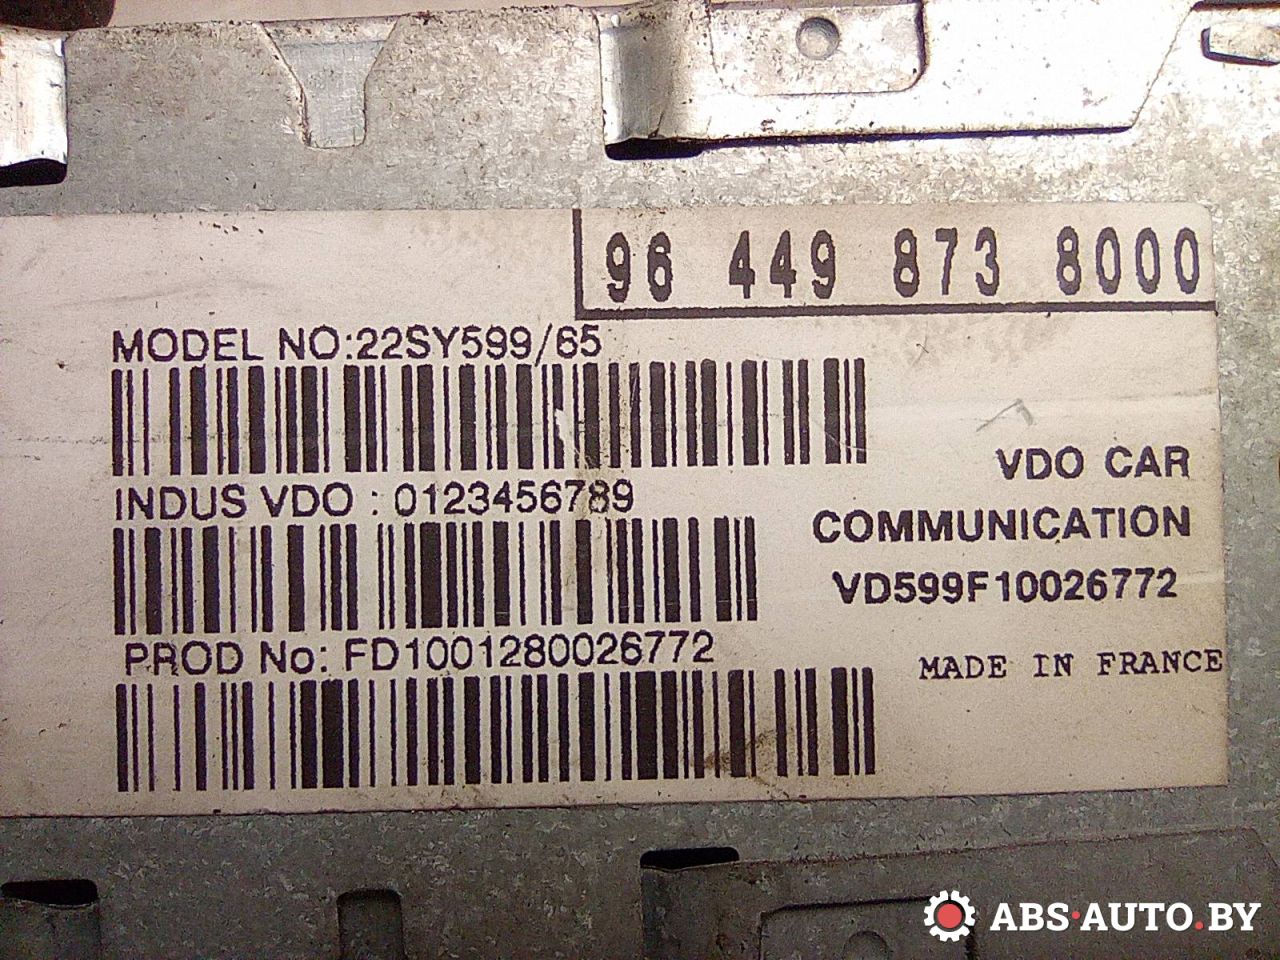 96 449 873 8000
MODEL NO:22SY599/65
INDUS VDO : 0123456789
VDO CAR
COMMUNICATION
VD599F10026772
PROD No: FD1001280026772
MADE IN FRANCE
ABS·AUTO.BY